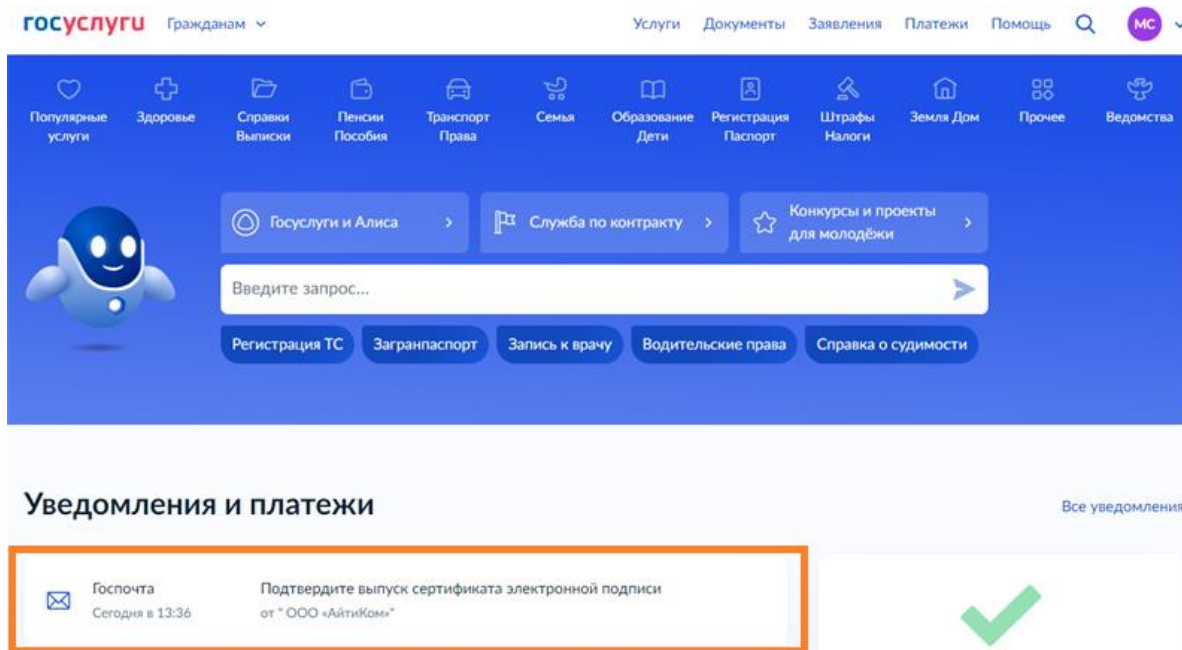 госуслуги Гражданам Услуги Документы Заявления Платежи Помощь МС
Популярные услуги
Здоровье
Справки Выписки
Пенсии Пособия
Транспорт Права
Семья
Образование Дети
Регистрация Паспорт
Штрафы Налоги
Земля Дом
Прочее
Ведомства
Госуслуги и Алиса
Служба по контракту
Конкурсы и проекты
для молодёжи
Введите запрос...
Регистрация ТС Загранпаспорт Запись к врачу Водительские права Справка о судимости
Уведомления и платежи
Все уведомления
Госпочта Подтвердите выпуск сертификата электронной подписи
Сегодня в 13:36 от " ООО «АйтиКом»"